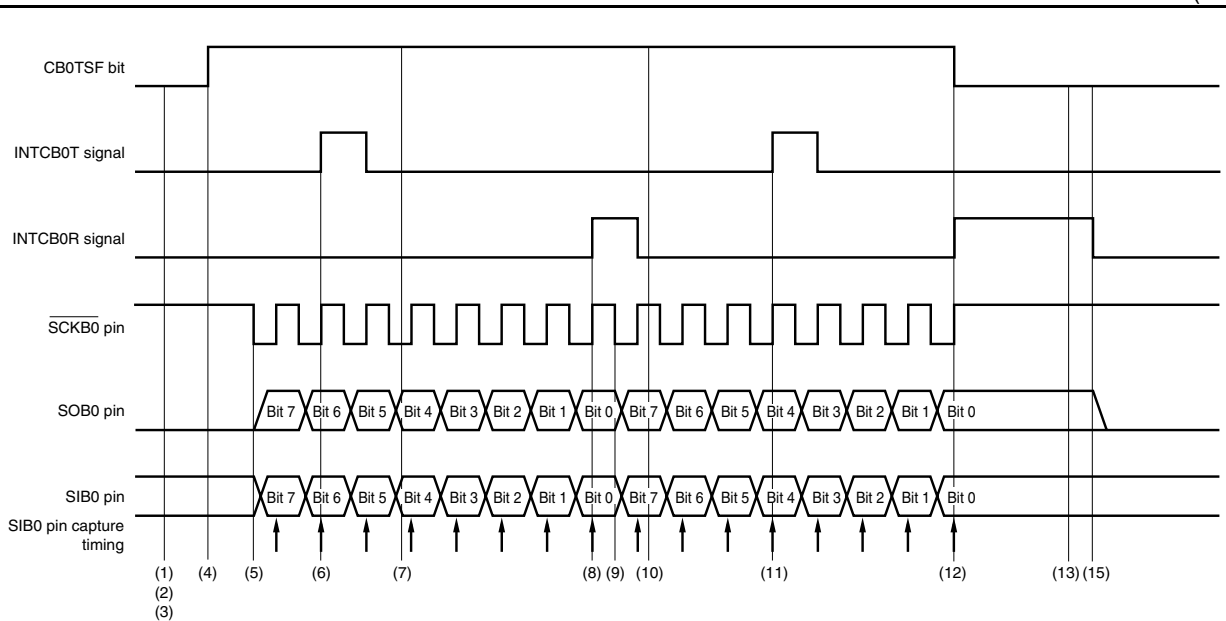 (
CB0TSF bit
INTCB0T signal
INTCB0R signal
SCKB0 pin
SOB0 pin
Bit 7 Bit 6 Bit 5 Bit 4 Bit 3 Bit 2 Bit 1 Bit 0 Bit 7 Bit 6 Bit 5 Bit 4 Bit 3 Bit 2 Bit 1 Bit 0
SIB0 pin
Bit 7 Bit 6 Bit 5 Bit 4 Bit 3 Bit 2 Bit 1 Bit 0 Bit 7 Bit 6 Bit 5 Bit 4 Bit 3 Bit 2 Bit 1 Bit 0
SIB0 pin capture
timing
(1) (4) (5) (6) (7) (8) (9) (10) (11) (12) (13) (15)
(2)
(3)